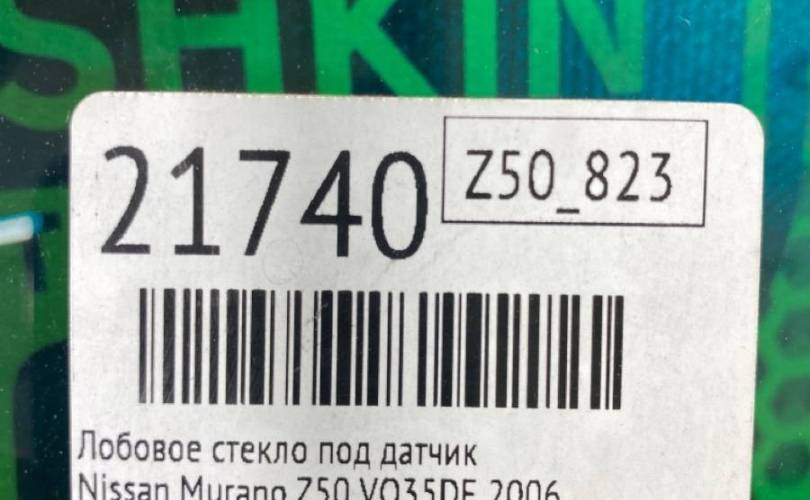 SHKIN
21740
Z50_823
Лобовое стекло под датчик
Nissan Murano Z50 VQ35DE 2006